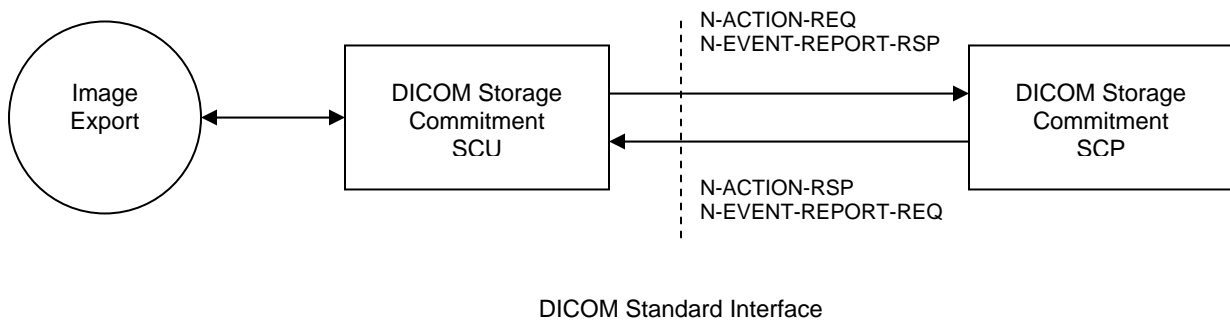 N-ACTION-REQ
N-EVENT-REPORT-RSP
Image
Export
DICOM Storage
Commitment
SCU
DICOM Storage
Commitment
SCP
N-ACTION-RSP
N-EVENT-REPORT-REQ
DICOM Standard Interface